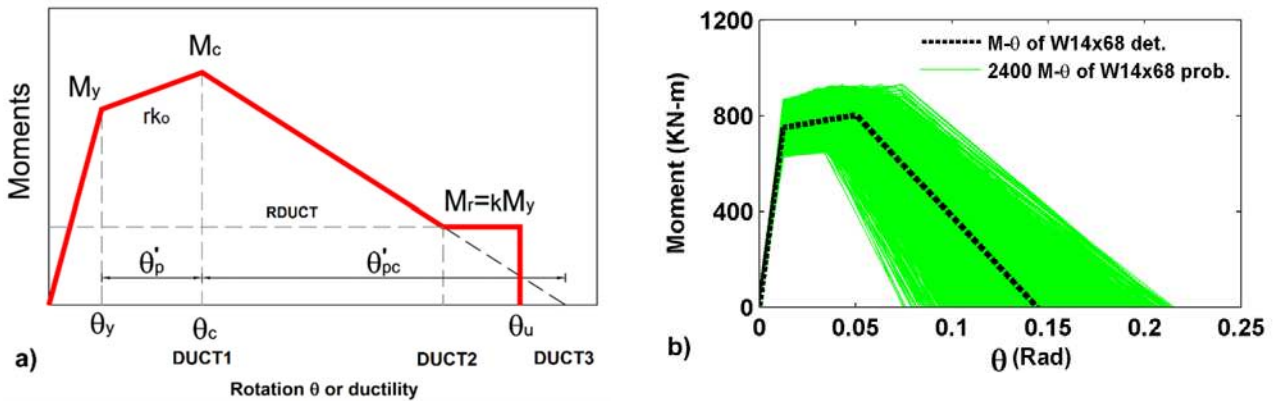 Moments
My
Mc
rko
RDUCT
Mr=kMy
θ'p
θ'pc
θy
θc
θu
DUCT1
DUCT2
DUCT3
a)
Rotation θ or ductility
1200
800
400
0
Moment (KN-m)
M-θ of W14x68 det.
2400 M-θ of W14x68 prob.
0
0.05
0.1
0.15
0.2
0.25
b)
θ (Rad)